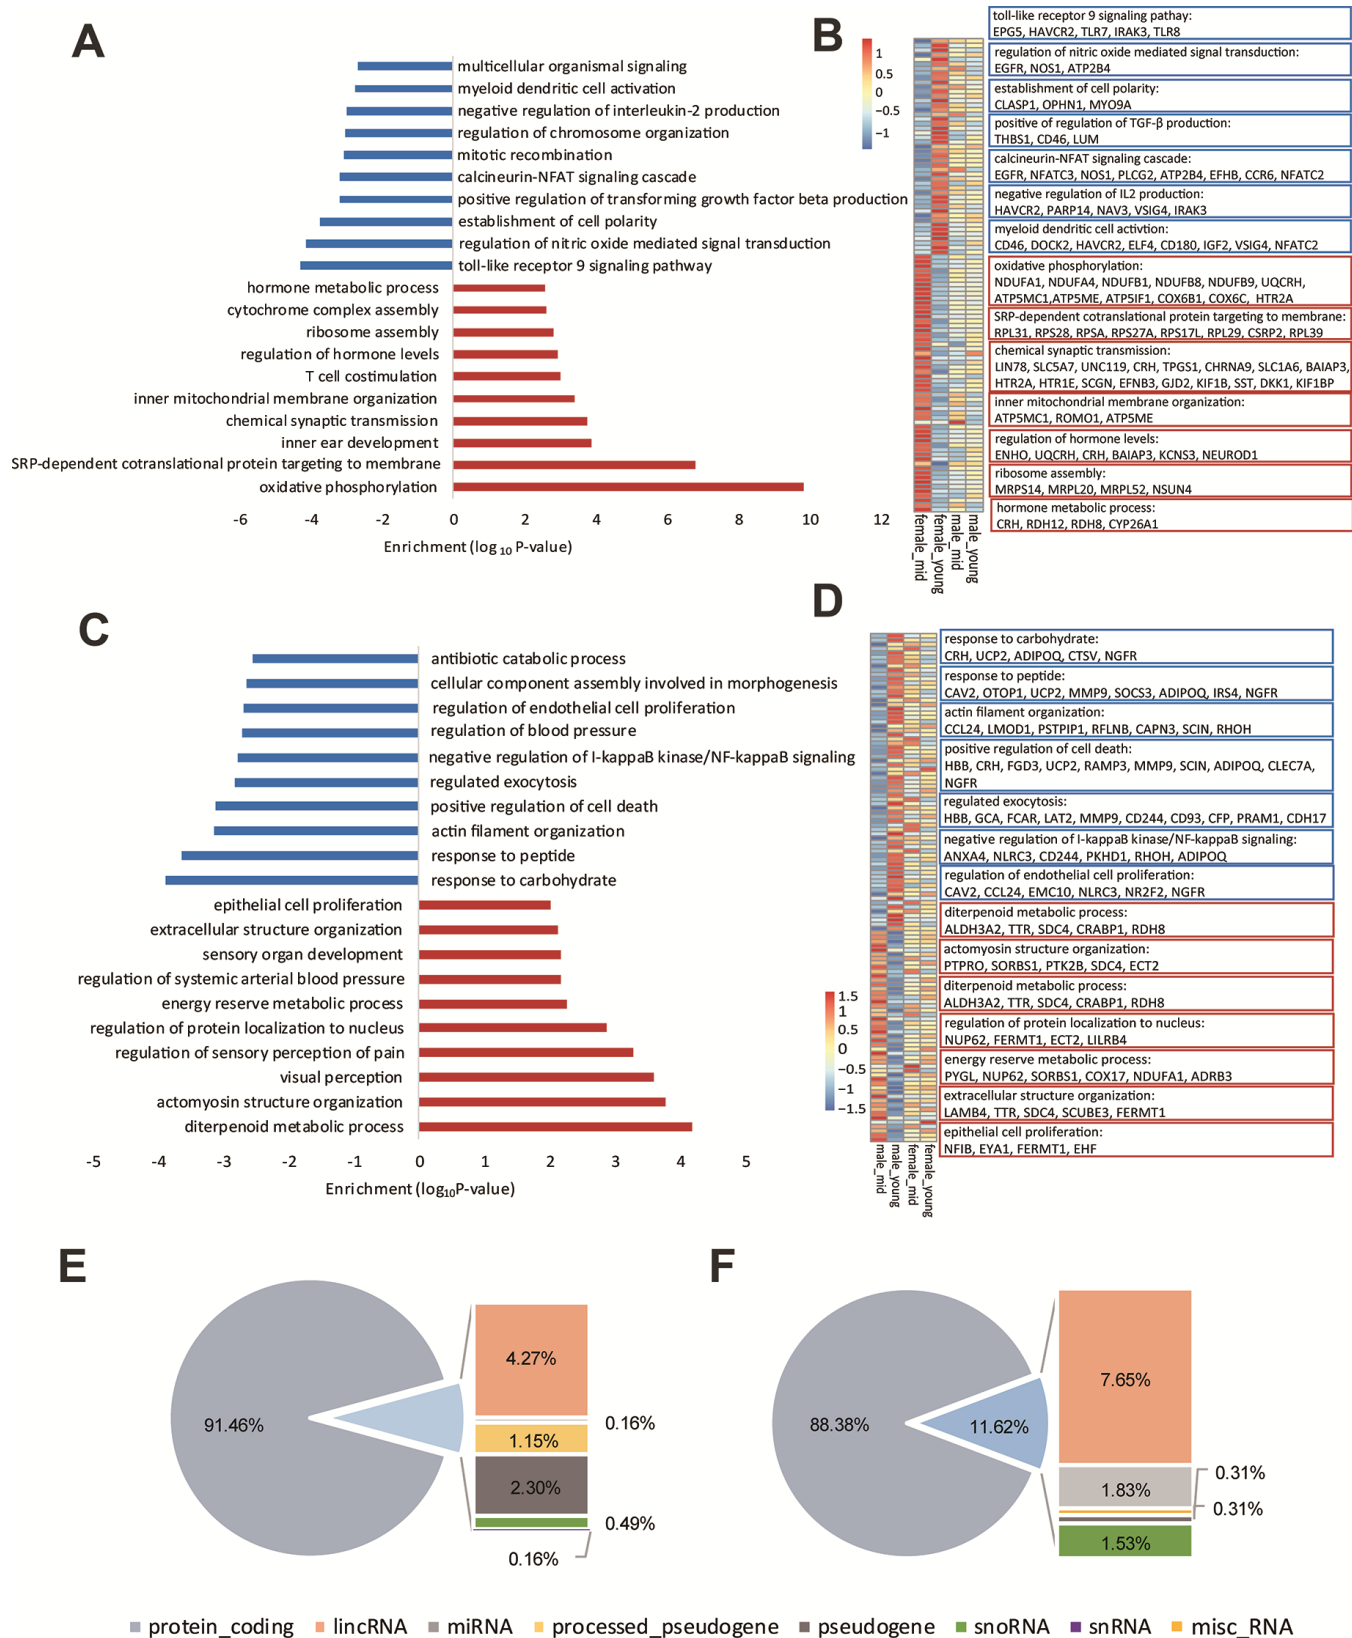 A
multicellular organismal signaling
myeloid dendritic cell activation
negative regulation of interleukin-2 production
regulation of chromosome organization
mitotic recombination
calcineurin-NFAT signaling cascade
positive regulation of transforming growth factor beta production
establishment of cell polarity
regulation of nitric oxide mediated signal transduction
toll-like receptor 9 signaling pathway
hormone metabolic process
cytochrome complex assembly
ribosome assembly
regulation of hormone levels
T cell costimulation
inner mitochondrial membrane organization
chemical synaptic transmission
inner ear development
SRP-dependent cotranslational protein targeting to membrane
oxidative phosphorylation
-6 -4 -2 0 2 4 6 8 10 12
Enrichment (log 10 P-value)
B
1
0.5
0
−0.5
−1
female_mid
female_young
male_mid
male_young
toll-like receptor 9 signaling pathay:
EPG5, HAVCR2, TLR7, IRAK3, TLR8
regulation of nitric oxide mediated signal transduction:
EGFR, NOS1, ATP2B4
establishment of cell polarity:
CLASP1, OPHN1, MYO9A
positive of regulation of TGF-β production:
THBS1, CD46, LUM
calcineurin-NFAT signaling cascade:
EGFR, NFATC3, NOS1, PLCG2, ATP2B4, EFHB, CCR6, NFATC2
negative regulation of IL2 production:
HAVCR2, PARP14, NAV3, VSIG4, IRAK3
myeloid dendritic cell activtion:
CD46, DOCK2, HAVCR2, ELF4, CD180, IGF2, VSIG4, NFATC2
oxidative phosphorylation:
NDUFA1, NDUFA4, NDUFB1, NDUFB8, NDUFB9, UQCRH,
ATP5MC1,ATP5ME, ATP5IF1, COX6B1, COX6C, HTR2A
SRP-dependent cotranslational protein targeting to membrane:
RPL31, RPS28, RPSA, RPS27A, RPS17L, RPL29, CSRP2, RPL39
chemical synaptic transmission:
LIN78, SLC5A7, UNC119, CRH, TPGS1, CHRNA9, SLC1A6, BAIAP3,
HTR2A, HTR1E, SCGN, EFNB3, GJD2, KIF1B, SST, DKK1, KIF1BP
inner mitochondrial membrane organization:
ATP5MC1, ROMO1, ATP5ME
regulation of hormone levels:
ENHO, UQCRH, CRH, BAIAP3, KCNS3, NEUROD1
ribosome assembly:
MRPS14, MRPL20, MRPL52, NSUN4
hormone metabolic process:
CRH, RDH12, RDH8, CYP26A1
C
antibiotic catabolic process
cellular component assembly involved in morphogenesis
regulation of endothelial cell proliferation
regulation of blood pressure
negative regulation of I-kappaB kinase/NF-kappaB signaling
regulated exocytosis
positive regulation of cell death
actin filament organization
response to peptide
response to carbohydrate
epithelial cell proliferation
extracellular structure organization
sensory organ development
regulation of systemic arterial blood pressure
energy reserve metabolic process
regulation of protein localization to nucleus
regulation of sensory perception of pain
visual perception
actomyosin structure organization
diterpenoid metabolic process
-5 -4 -3 -2 -1 0 1 2 3 4 5
Enrichment (log10P-value)
D
1.5
1
0.5
0
−0.5
−1
−1.5
male_mid
male_young
female_mid
female_young
response to carbohydrate:
CRH, UCP2, ADIPOQ, CTSV, NGFR
response to peptide:
CAV2, OTOP1, UCP2, MMP9, SOCS3, ADIPOQ, IRS4, NGFR
actin filament organization:
CCL24, LMOD1, PSTPIP1, RFLNB, CAPN3, SCIN, RHOH
positive regulation of cell death:
HBB, CRH, FGD3, UCP2, RAMP3, MMP9, SCIN, ADIPOQ, CLEC7A,
NGFR
regulated exocytosis:
HBB, GCA, FCAR, LAT2, MMP9, CD244, CD93, CFP, PRAM1, CDH17
negative regulation of I-kappaB kinase/NF-kappaB signaling:
ANXA4, NLRC3, CD244, PKHD1, RHOH, ADIPOQ
regulation of endothelial cell proliferation:
CAV2, CCL24, EMC10, NLRC3, NR2F2, NGFR
diterpenoid metabolic process:
ALDH3A2, TTR, SDC4, CRABP1, RDH8
actomyosin structure organization:
PTPRO, SORBS1, PTK2B, SDC4, ECT2
diterpenoid metabolic process:
ALDH3A2, TTR, SDC4, CRABP1, RDH8
regulation of protein localization to nucleus:
NUP62, FERMT1, ECT2, LILRB4
energy reserve metabolic process:
PYGL, NUP62, SORBS1, COX17, NDUFA1, ADRB3
extracellular structure organization:
LAMB4, TTR, SDC4, SCUBE3, FERMT1
epithelial cell proliferation:
NFIB, EYA1, FERMT1, EHF
E
91.46%
4.27%
0.16%
1.15%
2.30%
0.49%
0.16%
F
88.38%
11.62%
7.65%
1.83%
0.31%
0.31%
1.53%
protein_coding lincRNA miRNA processed_pseudogene pseudogene snoRNA snRNA misc_RNA